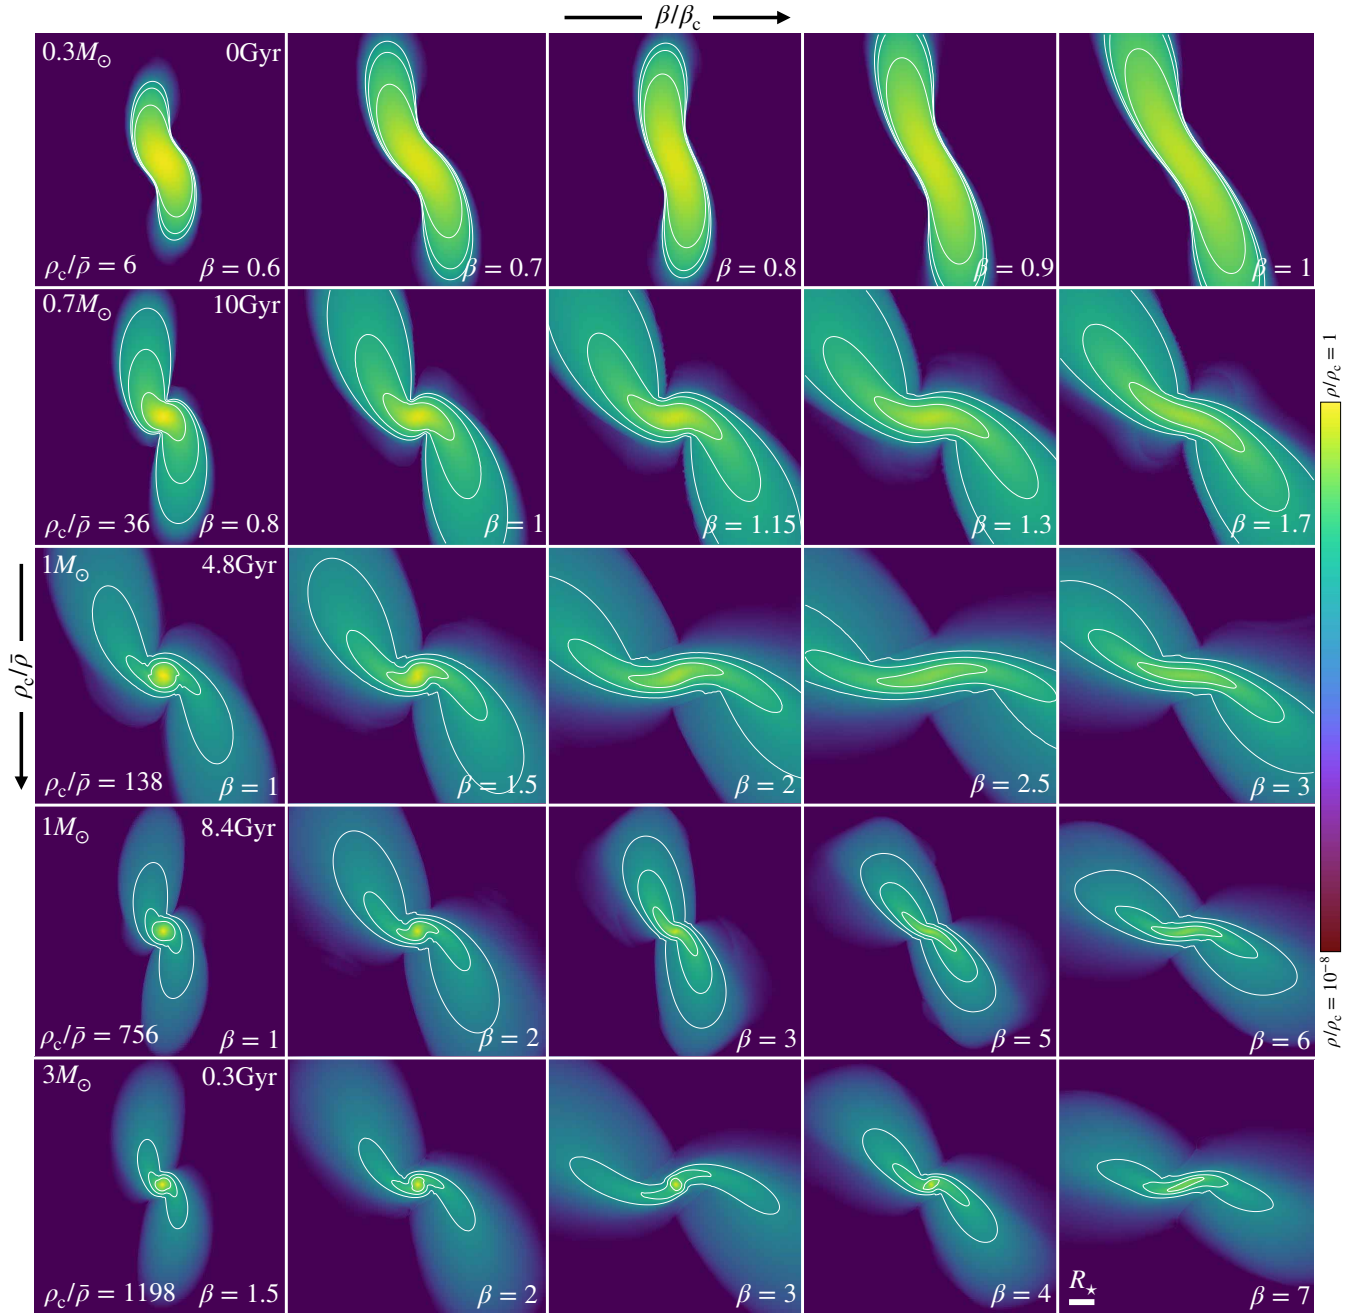 β/β_c
0.3M_⊙ 0Gyr
ρ_c/ρ̄ = 6 β = 0.6 β = 0.7 β = 0.8 β = 0.9 β = 1
0.7M_⊙ 10Gyr
ρ_c/ρ̄ = 36 β = 0.8 β = 1 β = 1.15 β = 1.3 β = 1.7
1M_⊙ 4.8Gyr
ρ_c/ρ̄ = 138 β = 1 β = 1.5 β = 2 β = 2.5 β = 3
1M_⊙ 8.4Gyr
ρ_c/ρ̄ = 756 β = 1 β = 2 β = 3 β = 5 β = 6
3M_⊙ 0.3Gyr
R_⋆
ρ_c/ρ̄ = 1198 β = 1.5 β = 2 β = 3 β = 4 β = 7
ρ_c/ρ̄
ρ/ρ_c = 1
ρ/ρ_c = 10⁻⁸